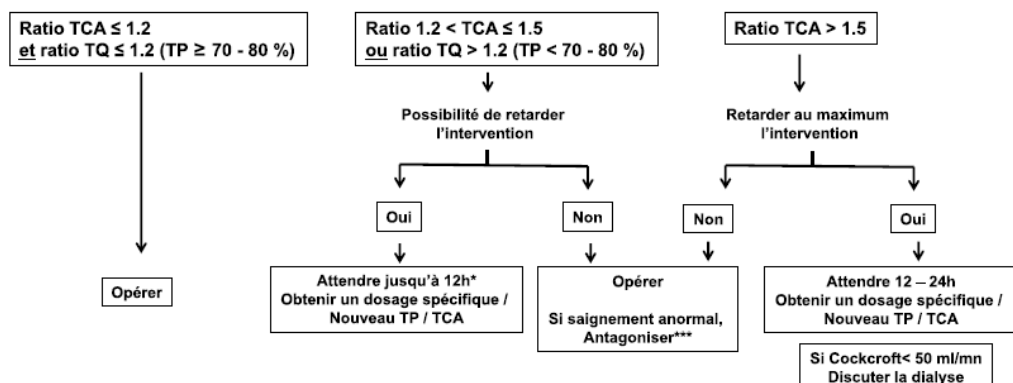 Ratio TCA ≤ 1.2
et ratio TQ ≤ 1.2 (TP ≥ 70 - 80 %)
Opérer
Ratio 1.2 < TCA ≤ 1.5
ou ratio TQ > 1.2 (TP < 70 - 80 %)
Possibilité de retarder
l'intervention
Oui
Non
Attendre jusqu'à 12h*
Obtenir un dosage spécifique /
Nouveau TP / TCA
Ratio TCA > 1.5
Retarder au maximum
l'intervention
Non
Oui
Opérer
Si saignement anormal,
Antagoniser***
Attendre 12 – 24h
Obtenir un dosage spécifique /
Nouveau TP / TCA
Si Cockcroft< 50 ml/mn
Discuter la dialyse